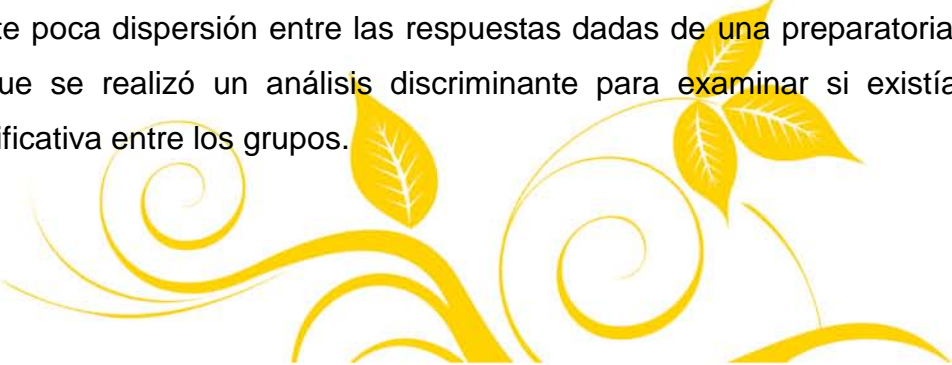 te poca dispersión entre las respuestas dadas de una preparatoria
ue se realizó un análisis discriminante para examinar si existía
ificativa entre los grupos.